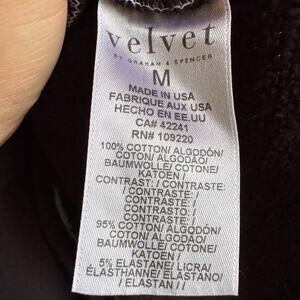 velvet
BY GRAHAM & SPENCER
M
MADE IN USA
FABRIQUE AUX USA
HECHO EN EE.UU
CA# 42241
RN# 109220
100% COTTON/ ALGODÓN/
COTON/ ALGODÃO/
BAUMWOLLE/ COTONE/
KATOEN /
CONTRAST: / CONTRASTE:
/ CONTRASTE:
CONTRASTE:
CONTRASTO:
CONTRAST:
95% COTTON/ ALGODÓN/
COTON/ ALGODÃO/
BAUMWOLLE/ COTONE/
KATOEN /
5% ELASTANE/ LICRA/
ÉLASTHANNE/ ELASTANO/
/ ELASTAN /